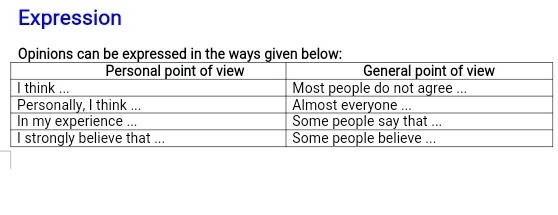 Expression
Opinions can be expressed in the ways given below:
Personal point of view General point of view
I think ... Most people do not agree ...
Personally, I think ... Almost everyone ...
In my experience ... Some people say that ...
I strongly believe that ... Some people believe ...